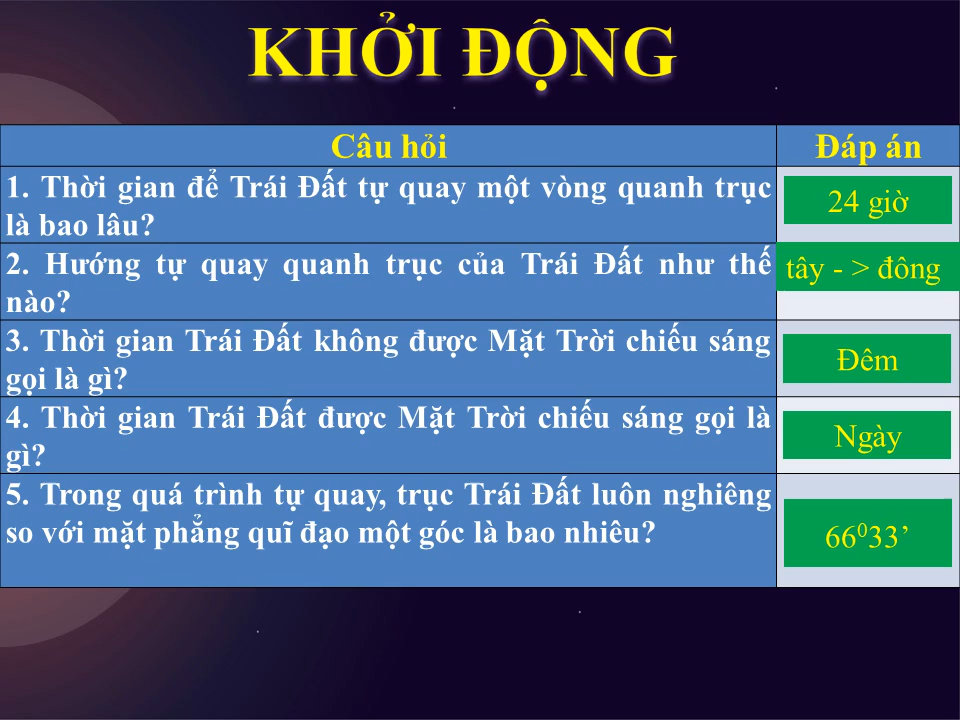 KHỞI ĐỘNG
Câu hỏi
Đáp án
1. Thời gian để Trái Đất tự quay một vòng quanh trục
là bao lâu?
24 giờ
2. Hướng tự quay quanh trục của Trái Đất như thế
nào?
tây - > đông
3. Thời gian Trái Đất không được Mặt Trời chiếu sáng
gọi là gì?
Đêm
4. Thời gian Trái Đất được Mặt Trời chiếu sáng gọi là
gì?
Ngày
5. Trong quá trình tự quay, trục Trái Đất luôn nghiêng
so với mặt phẳng quĩ đạo một góc là bao nhiêu?
66⁰33’